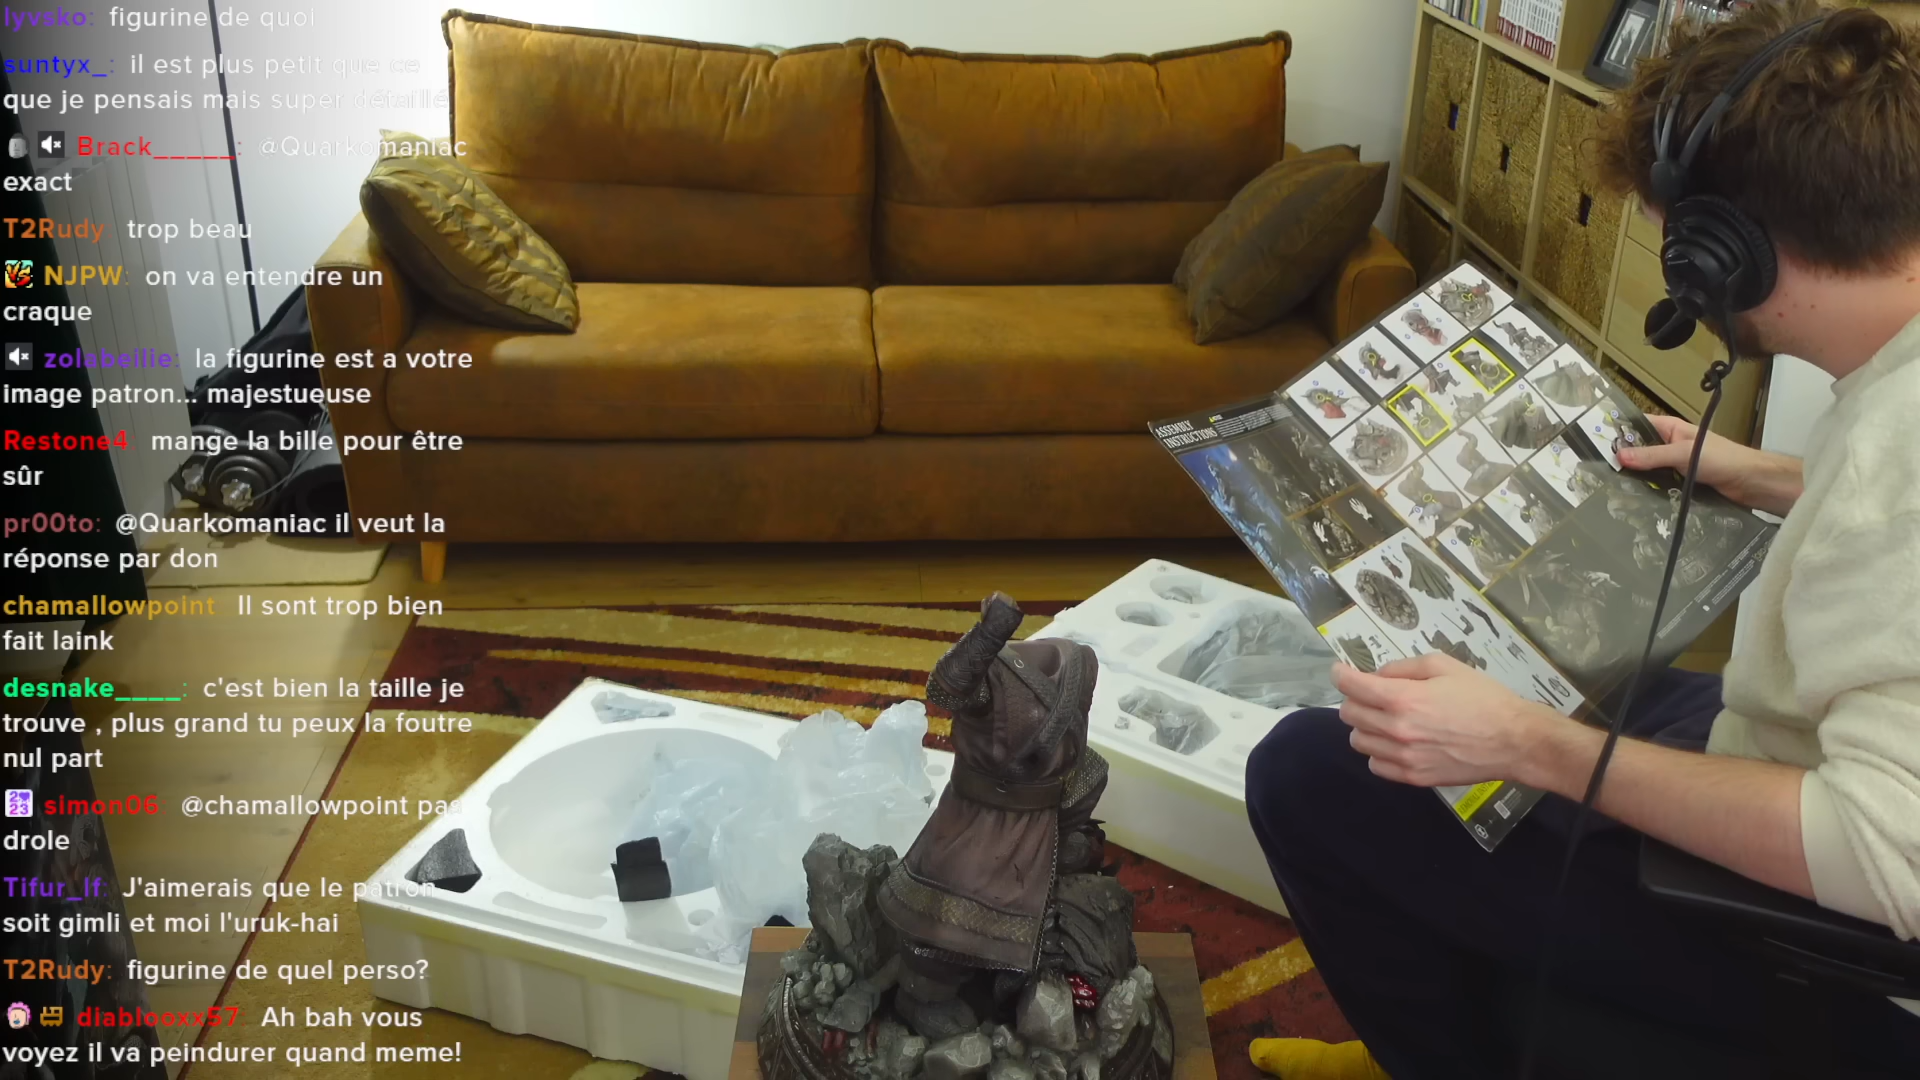 lyvsko: figurine de quoi
suntyx_: il est plus petit que ce
que je pensais mais super détaillé
Brack_____: @Quarkomaniac
exact
T2Rudy: trop beau
NJPW: on va entendre un
craque
zolabeilie: la figurine est a votre
image patron... majestueuse
Restone4: mange la bille pour être
sûr
pr00to: @Quarkomaniac il veut la
réponse par don
chamallowpoint: Il sont trop bien
fait laink
desnake____: c'est bien la taille je
trouve , plus grand tu peux la foutre
nul part
simon06: @chamallowpoint pas
drole
Tifur_lf: J'aimerais que le patron
soit gimli et moi l'uruk-hai
T2Rudy: figurine de quel perso?
diablooxx57: Ah bah vous
voyez il va peindurer quand meme!
ASSEMBLY
INSTRUCTIONS